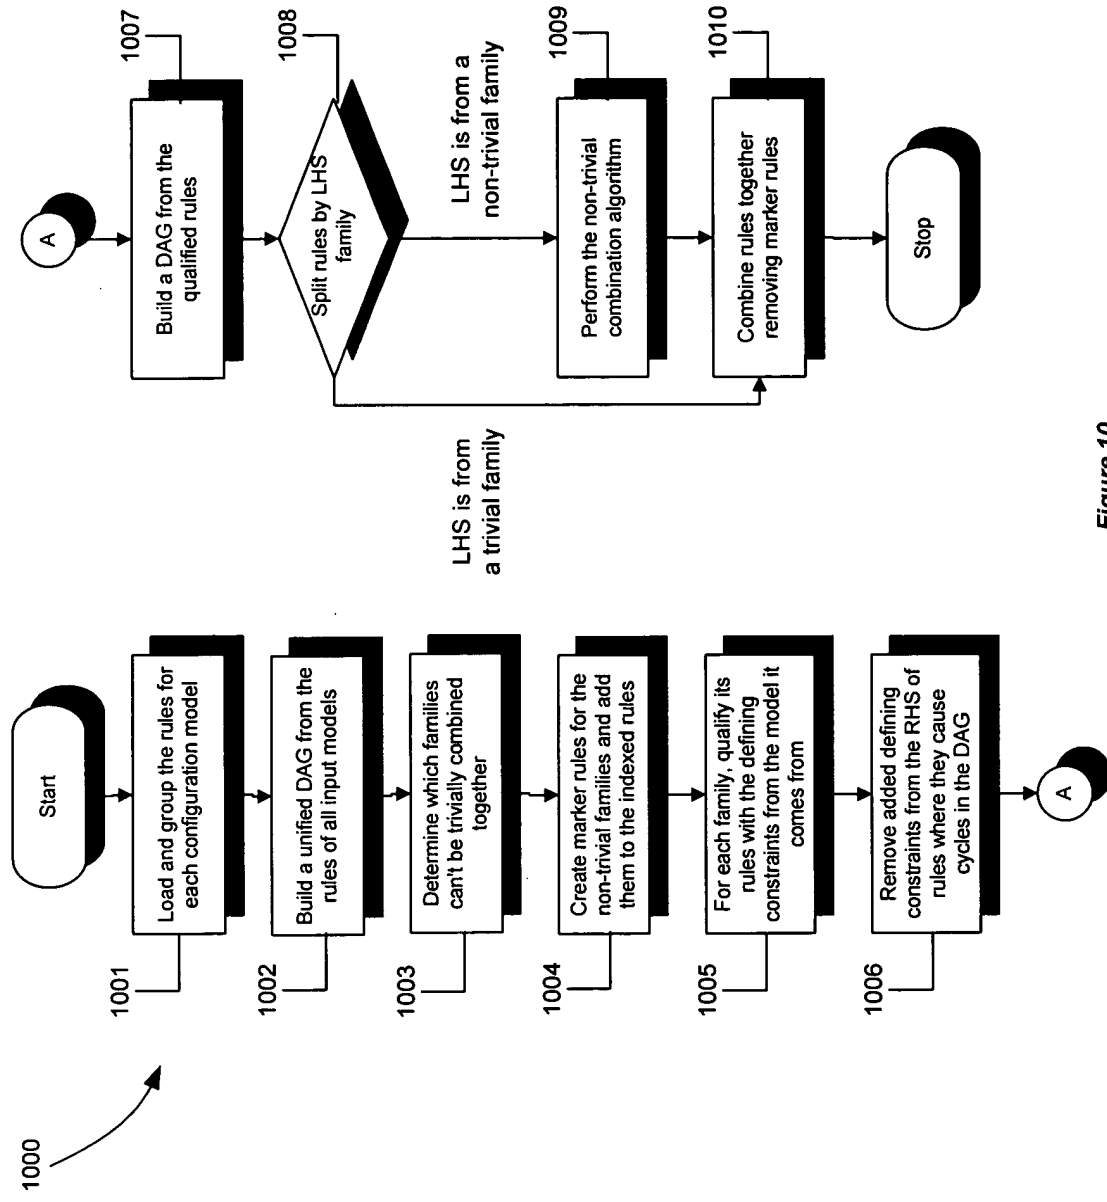 1000
Start
1001
Load and group the rules for
each configuration model
1002
Build a unified DAG from the
rules of all input models
1003
Determine which families
can't be trivially combined
together
1004
Create marker rules for the
non-trivial families and add
them to the indexed rules
1005
For each family, qualify its
rules with the defining
constraints from the model it
comes from
1006
Remove added defining
constraints from the RHS of
rules where they cause
cycles in the DAG
A
A
1007
Build a DAG from the
qualified rules
1008
Split rules by LHS
family
LHS is from
a trivial family
LHS is from a
non-trivial family
1009
Perform the non-trivial
combination algorithm
1010
Combine rules together
removing marker rules
Stop
Figure 10